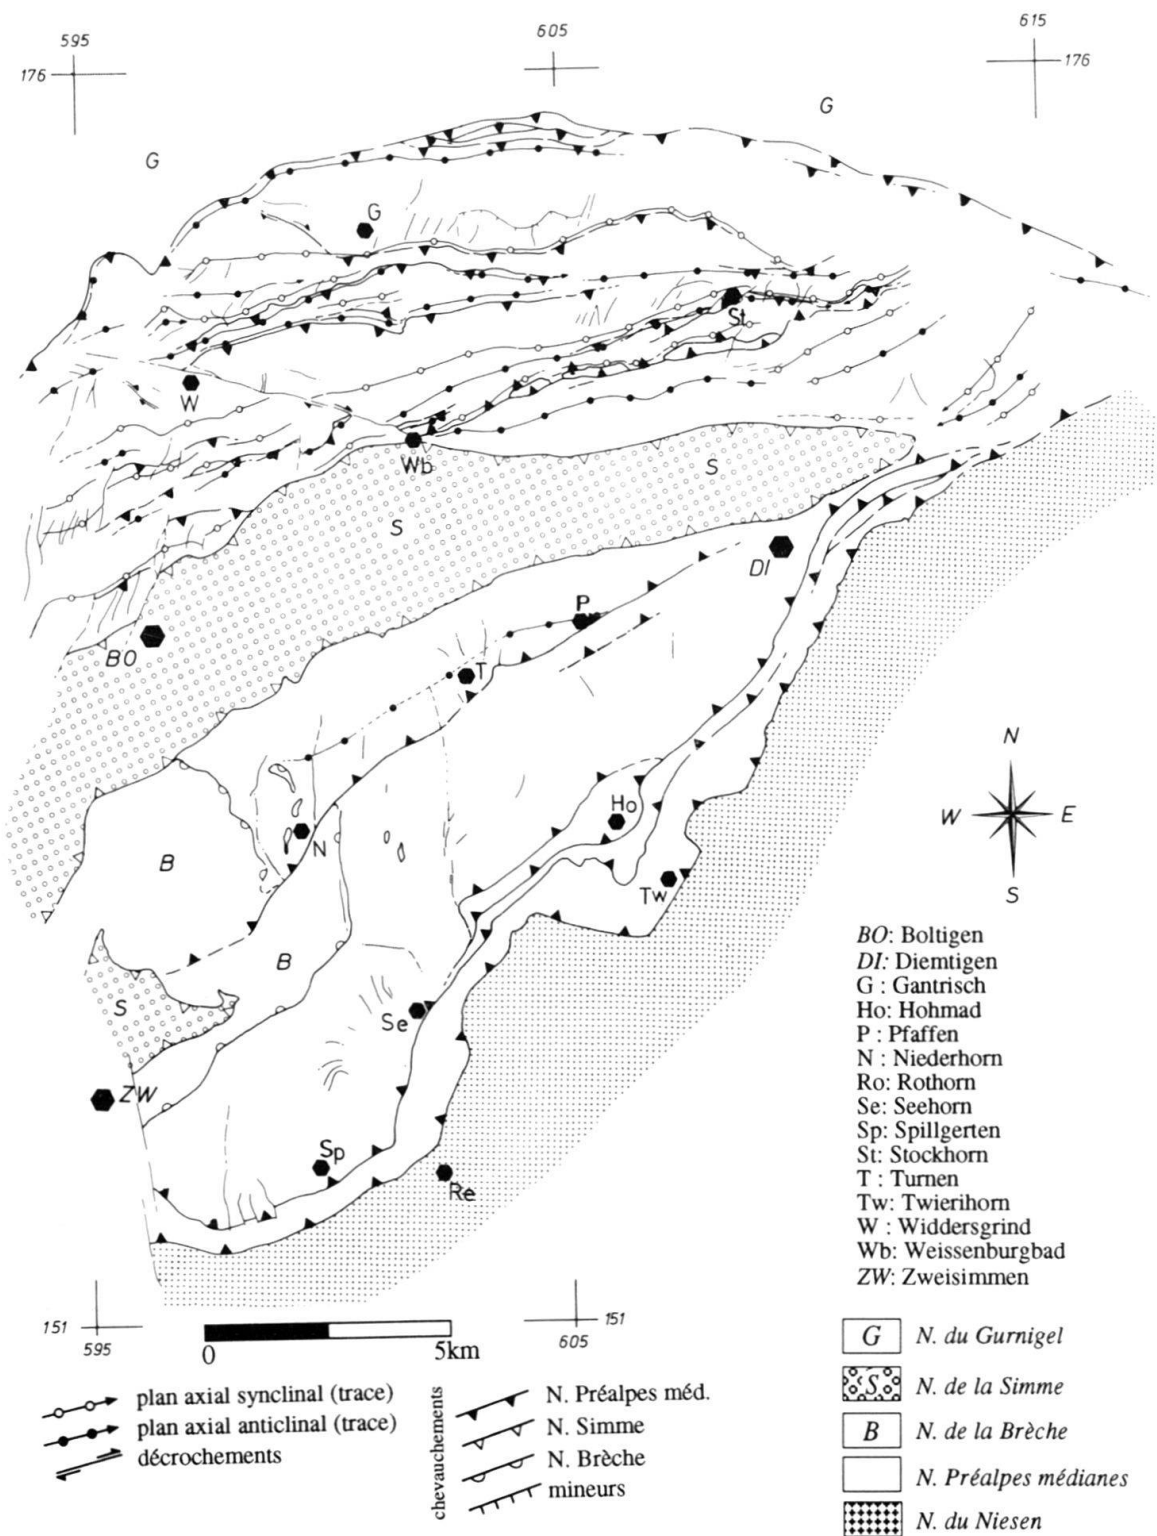 595
605
615
176
176
G
G
G
St
W
Wb
S
S
DI
P
BO
T
N
Ho
W E
B
N
S
Tw
B
S
Se
ZW
Sp
Re
BO: Boltigen
DI: Diemtigen
G : Gantrisch
Ho: Hohmad
P : Pfaffen
N : Niederhorn
Ro: Rothorn
Se: Seehorn
Sp: Spillgerten
St: Stockhorn
T : Turnen
Tw: Twierihorn
W : Widdersgrind
Wb: Weissenburgbad
ZW: Zweisimmen
151
595
151
605
0 5km
plan axial synclinal (trace)
plan axial anticlinal (trace)
décrochements
chevauchements
N. Préalpes méd.
N. Simme
N. Brèche
mineurs
G N. du Gurnigel
S N. de la Simme
B N. de la Brèche
N. Préalpes médianes
N. du Niesen